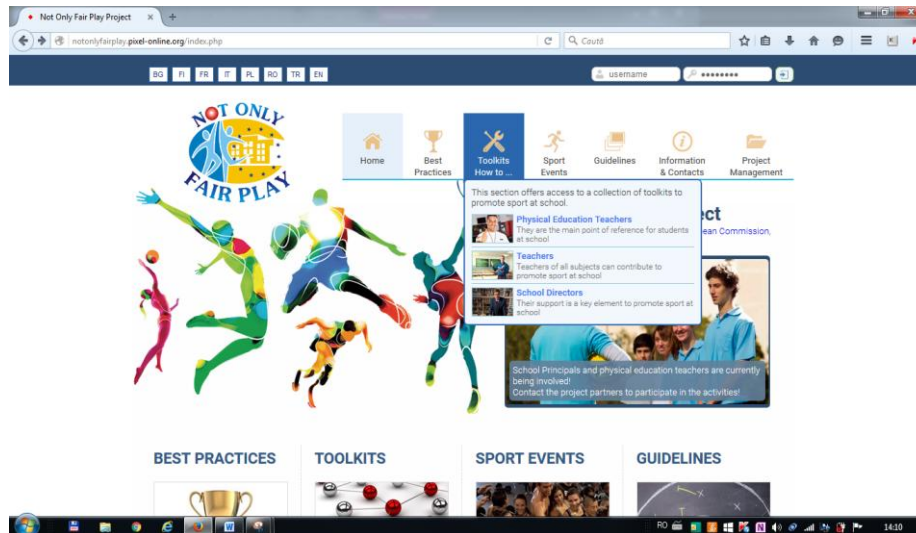 Not Only Fair Play Project
notonlyfairplay.pixel-online.org/index.php
Caută
BG FI FR IT PL RO TR EN
username
NOT ONLY
FAIR PLAY
Home
Best
Practices
Toolkits
How to ...
Sport
Events
Guidelines
Information
& Contacts
Project
Management
This section offers access to a collection of toolkits to
promote sport at school.
Physical Education Teachers
They are the main point of reference for students
at school
Teachers
Teachers of all subjects can contribute to
promote sport at school
School Directors
Their support is a key element to promote sport at
school
ect
ean Commission,
School Principals and physical education teachers are currently
being involved!
Contact the project partners to participate in the activities!
BEST PRACTICES
TOOLKITS
SPORT EVENTS
GUIDELINES
RO
14:10